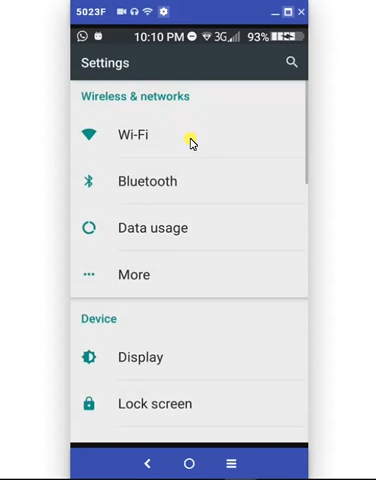 5023F
10:10 PM 3G 93%
Settings
Wireless & networks
Wi-Fi
Bluetooth
Data usage
More
Device
Display
Lock screen